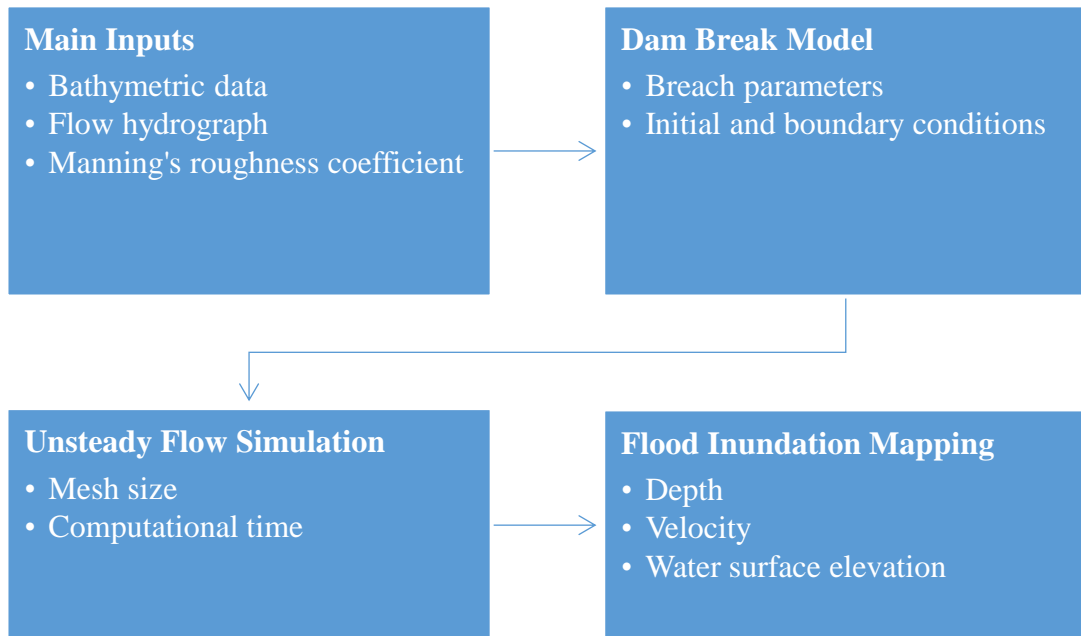 Main Inputs
• Bathymetric data
• Flow hydrograph
• Manning's roughness coefficient
Dam Break Model
• Breach parameters
• Initial and boundary conditions
Unsteady Flow Simulation
• Mesh size
• Computational time
Flood Inundation Mapping
• Depth
• Velocity
• Water surface elevation